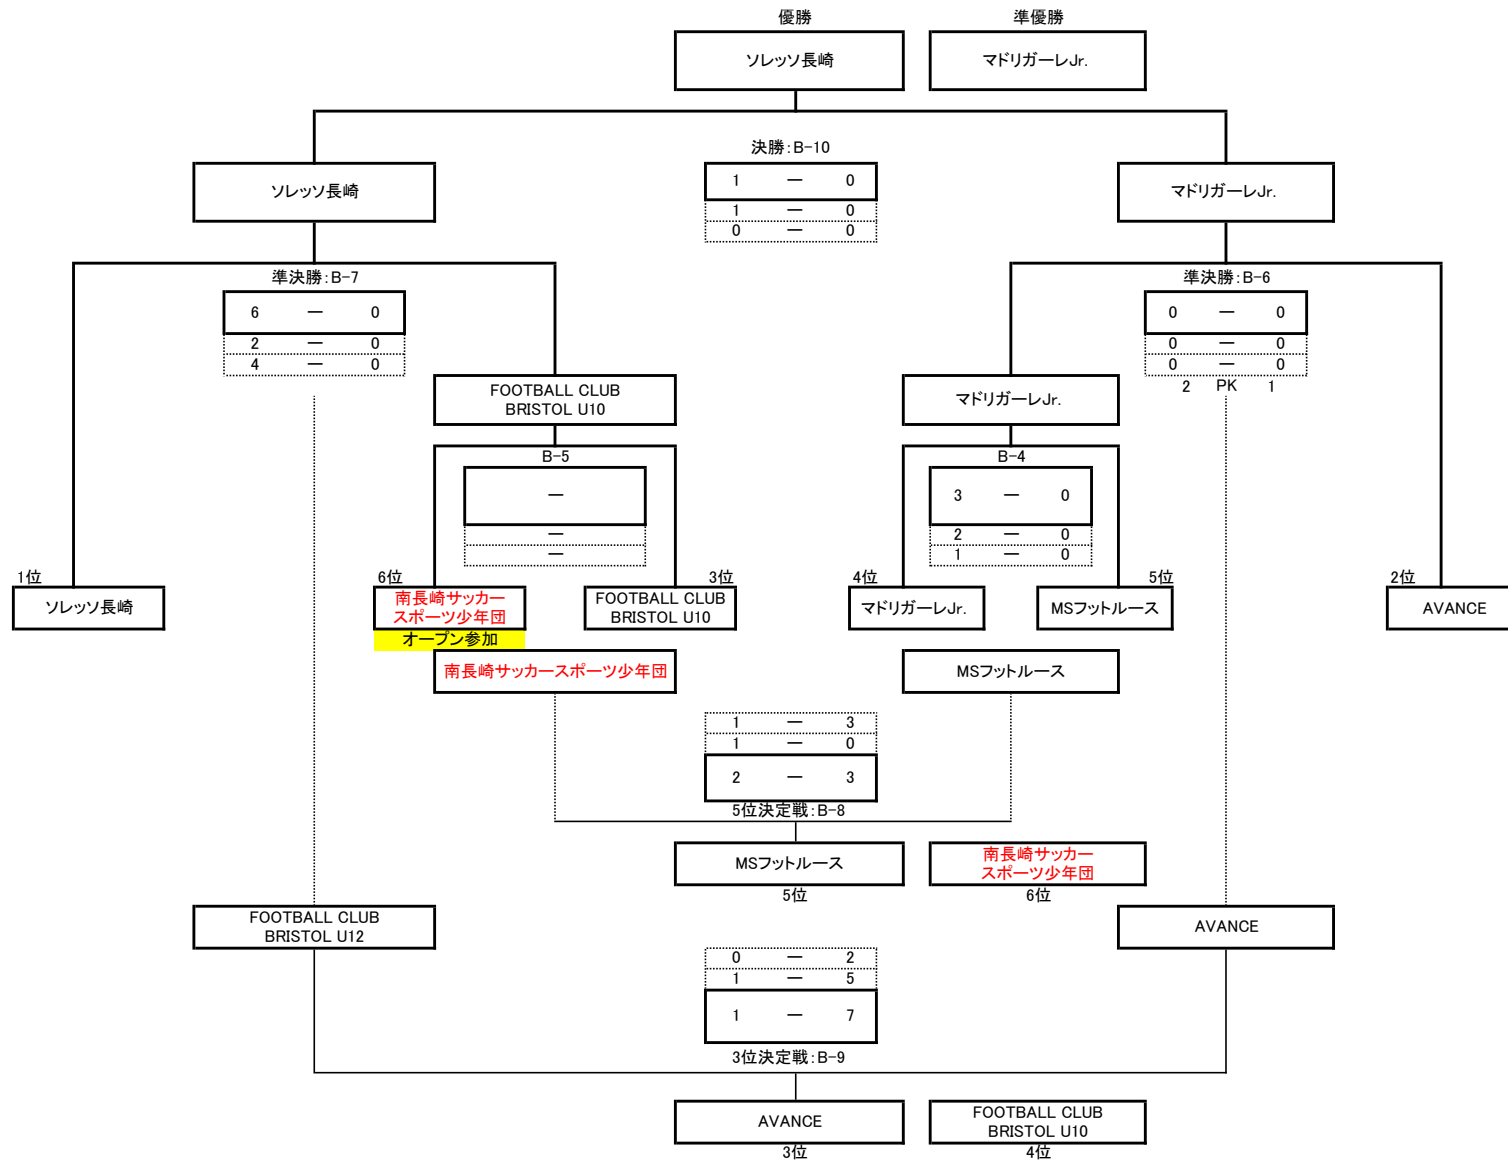 優勝
準優勝
ソレッソ長崎
マドリガーレJr.
決勝:B-10
ソレッソ長崎
1 ー 0
マドリガーレJr.
1 ー 0
0 ー 0
準決勝:B-7
準決勝:B-6
6 ー 0
0 ー 0
2 ー 0
0 ー 0
4 ー 0
0 ー 0
2 PK 1
FOOTBALL CLUB
BRISTOL U10
マドリガーレJr.
B-5
B-4
ー
3 ー 0
ー
2 ー 0
ー
1 ー 0
1位
6位
3位
4位
5位
2位
ソレッソ長崎
南長崎サッカー
スポーツ少年団
FOOTBALL CLUB
BRISTOL U10
マドリガーレJr.
MSフットルース
AVANCE
オープン参加
南長崎サッカースポーツ少年団
MSフットルース
1 ー 3
1 ー 0
2 ー 3
5位決定戦:B-8
MSフットルース
南長崎サッカー
スポーツ少年団
5位
6位
FOOTBALL CLUB
BRISTOL U12
AVANCE
0 ー 2
1 ー 5
1 ー 7
3位決定戦:B-9
AVANCE
FOOTBALL CLUB
BRISTOL U10
3位
4位